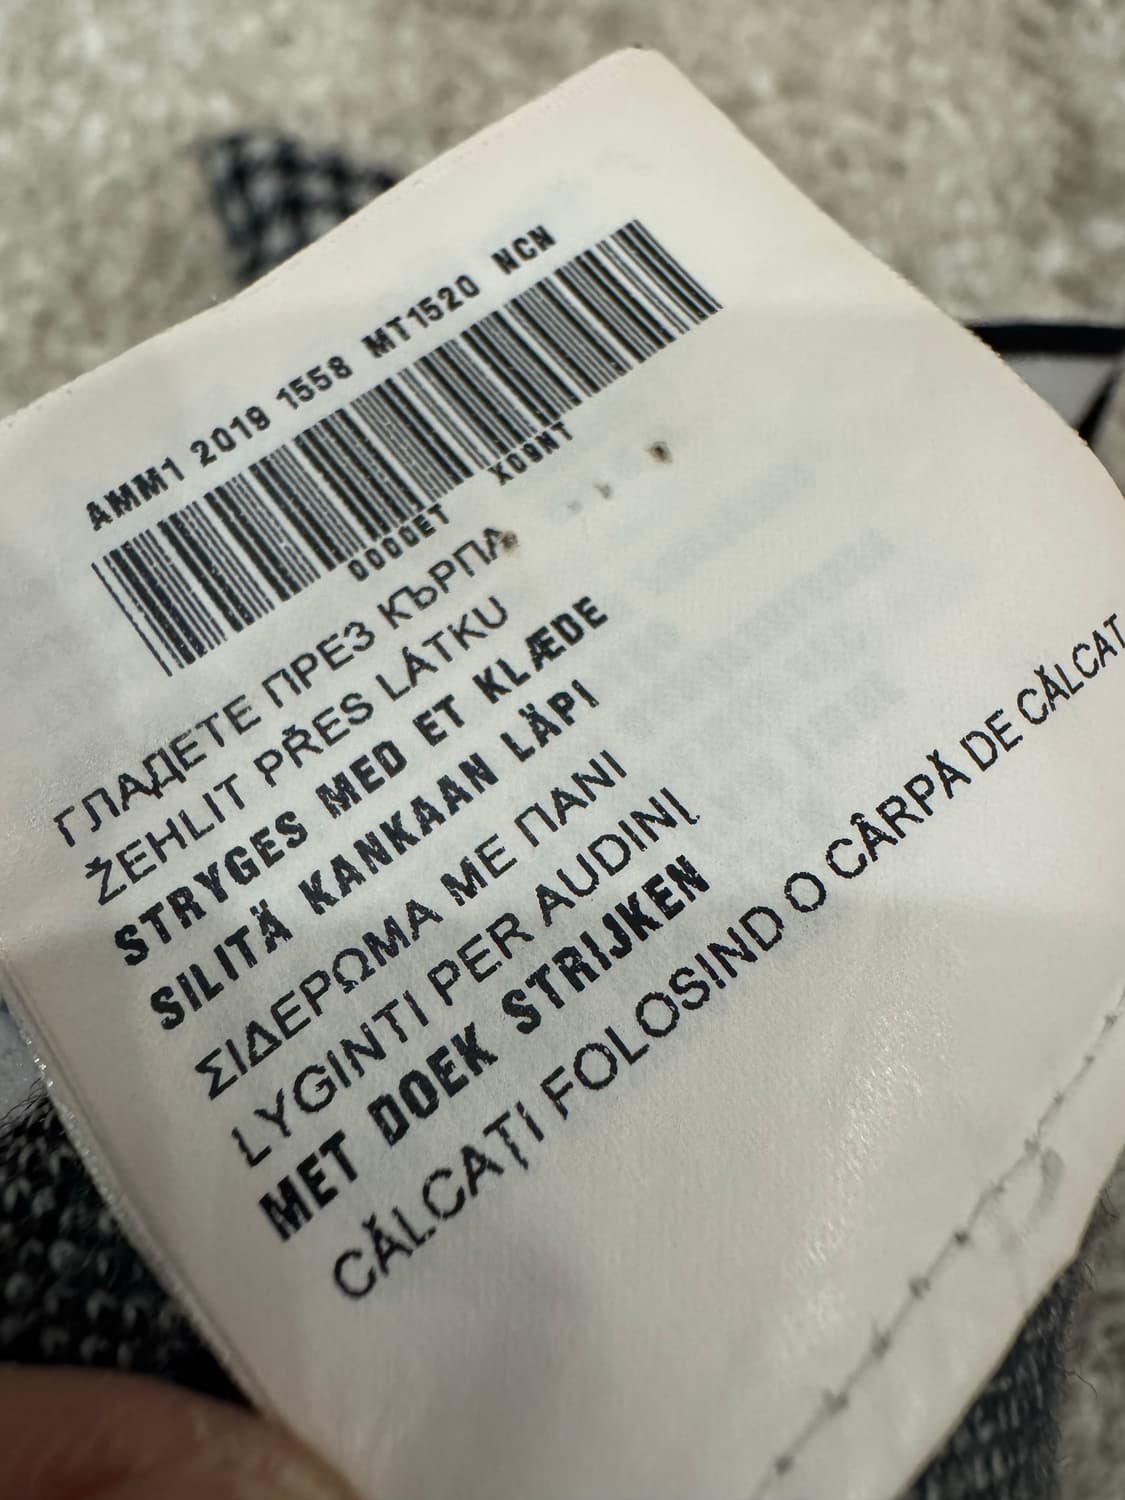 AMM1 2019 1558 MT1520 NCN
0000ET X09NT
ГЛАДЕТЕ ПРЕЗ КЪРПА
ŽEHLIT PŘES LÁTKU
STRYGES MED ET KLÆDE
SILITÄ KANKAAN LÄPI
ΣΙΔΕΡΩΜΑ ΜΕ ΠΑΝΙ
LYGINTI PER AUDINĮ
MET DOEK STRIJKEN
CĂLCAȚI FOLOSIND O CÂRPĂ DE CĂLCAT